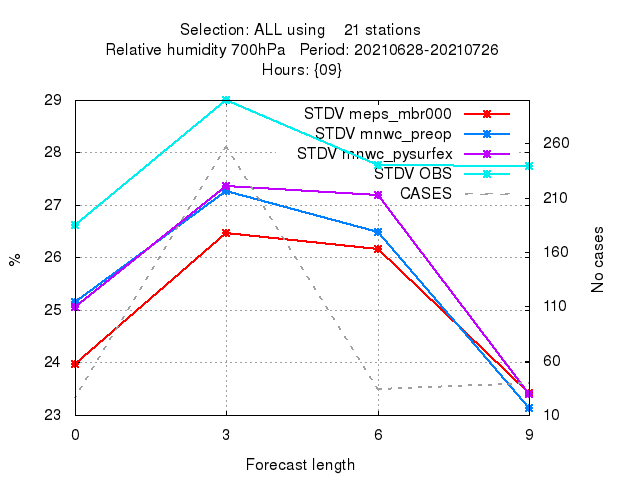 Selection: ALL using    21 stations
Relative humidity 700hPa   Period: 20210628-20210726
Hours: {09}
STDV meps_mbr000
STDV mnwc_preop
STDV mnwc_pysurfex
STDV OBS
CASES
29
28
27
26
25
24
23
%
260
210
160
110
60
10
No cases
0 3 6 9
Forecast length